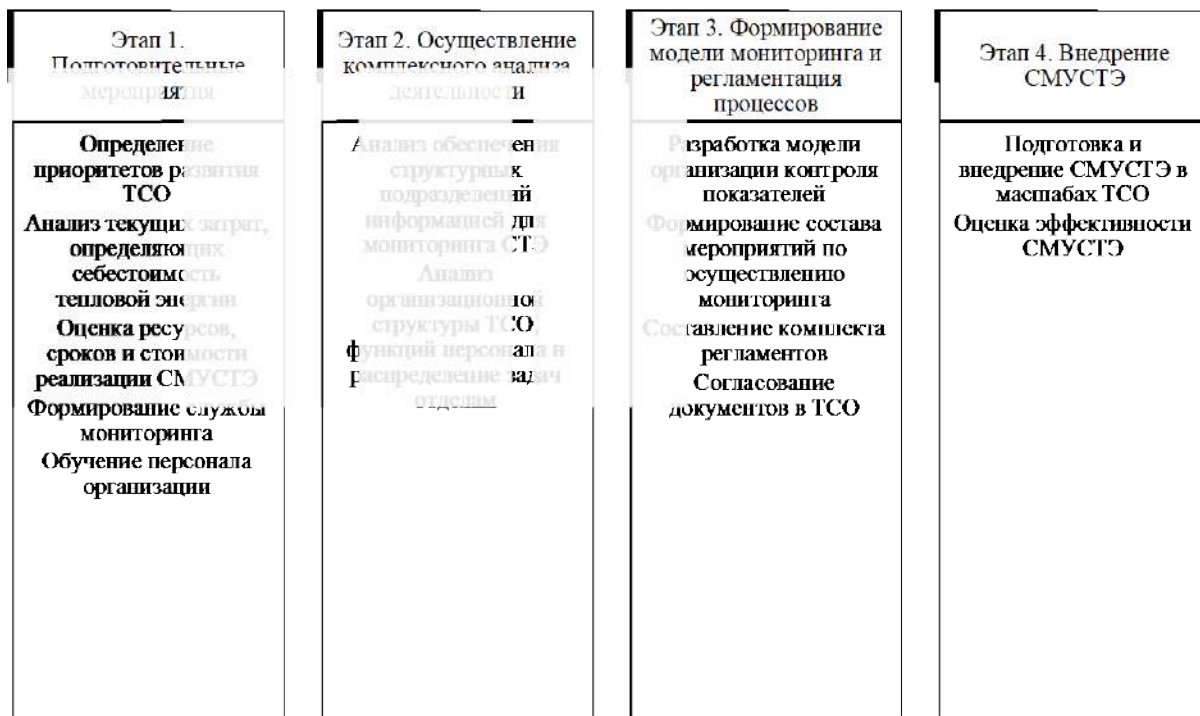 Этап 1.
Подготовительные
мероприятия
Определение
приоритетов развития
ТСО
Анализ текущих затрат,
определяющих
себестоимость
тепловой энергии
Оценка ресурсов,
сроков и стоимости
реализации СМУСТЭ
Формирование службы
мониторинга
Обучение персонала
организации
Этап 2. Осуществление
комплексного анализа
деятельности
Анализ обеспечения
структурных
подразделений
информацией для
мониторинга СТЭ
Анализ
организационной
структуры ТСО,
функций персонала и
распределение задач
отделам
Этап 3. Формирование
модели мониторинга и
регламентация
процессов
Разработка модели
организации контроля
показателей
Формирование состава
мероприятий по
осуществлению
мониторинга
Составление комплекта
регламентов
Согласование
документов в ТСО
Этап 4. Внедрение
СМУСТЭ
Подготовка и
внедрение СМУСТЭ в
масштабах ТСО
Оценка эффективности
СМУСТЭ